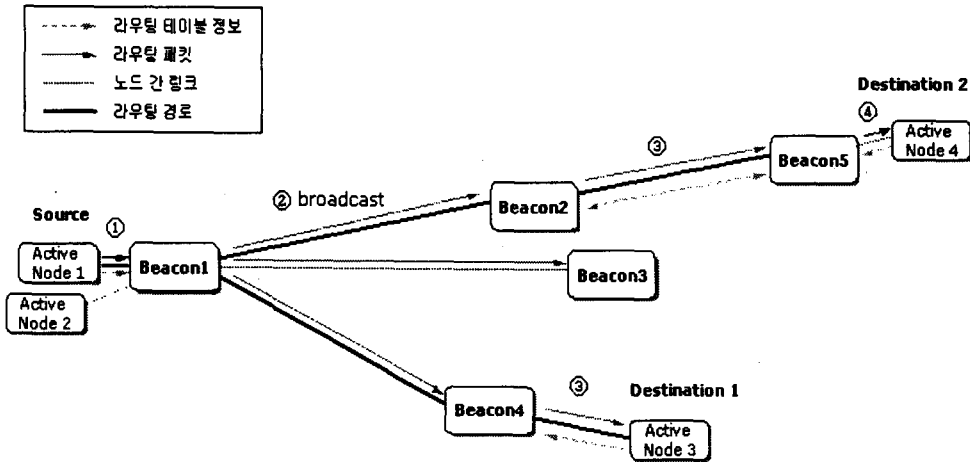 라우팅 테이블 정보
라우팅 패킷
노드 간 링크
라우팅 경로
Destination 2
④
Active
Node 4
③
Beacon5
② broadcast
Beacon2
Source
①
Active
Node 1
Beacon1
Beacon3
Active
Node 2
③
Destination 1
Beacon4
Active
Node 3